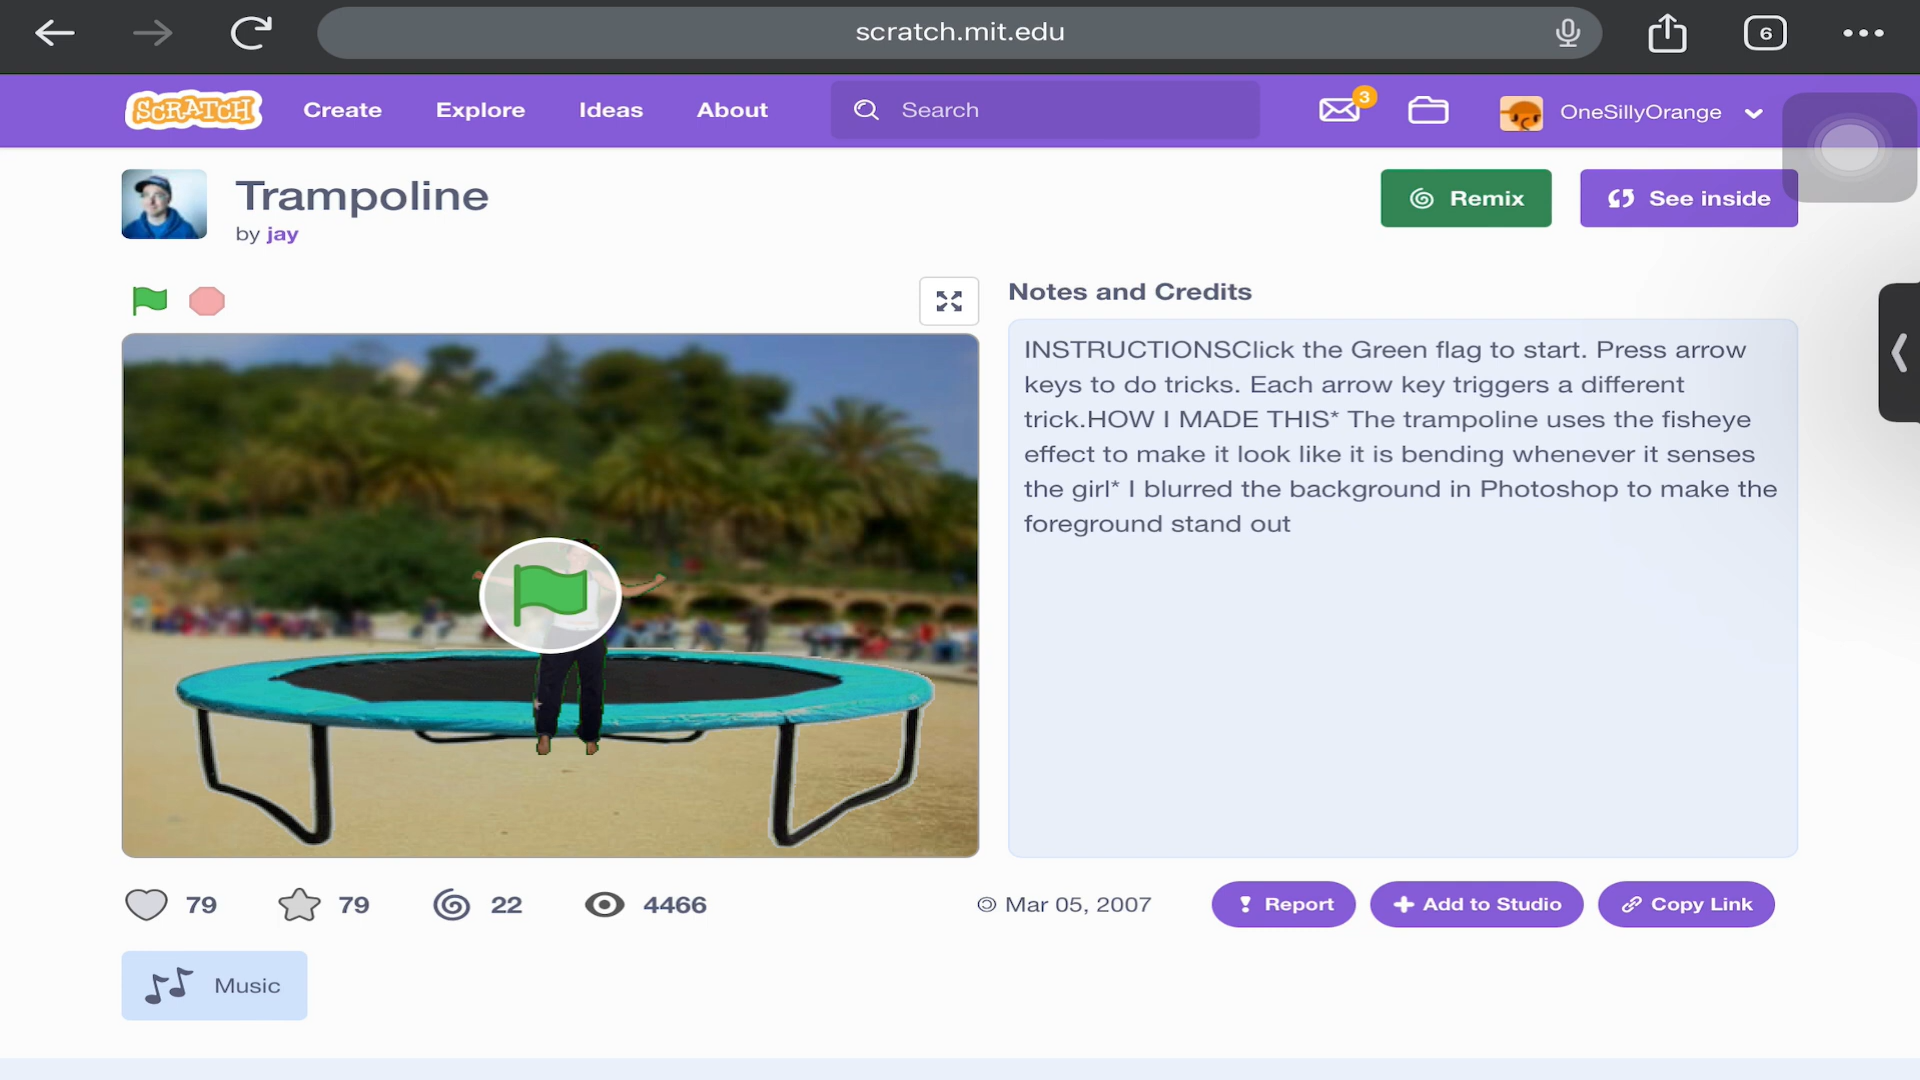 scratch.mit.edu
6
SCRATCH
Create
Explore
Ideas
About
Search
3
OneSillyOrange
Trampoline
by jay
Remix
See inside
Notes and Credits
INSTRUCTIONSClick the Green flag to start. Press arrow
keys to do tricks. Each arrow key triggers a different
trick.HOW I MADE THIS* The trampoline uses the fisheye
effect to make it look like it is bending whenever it senses
the girl* I blurred the background in Photoshop to make the
foreground stand out
79
79
22
4466
© Mar 05, 2007
Report
Add to Studio
Copy Link
Music